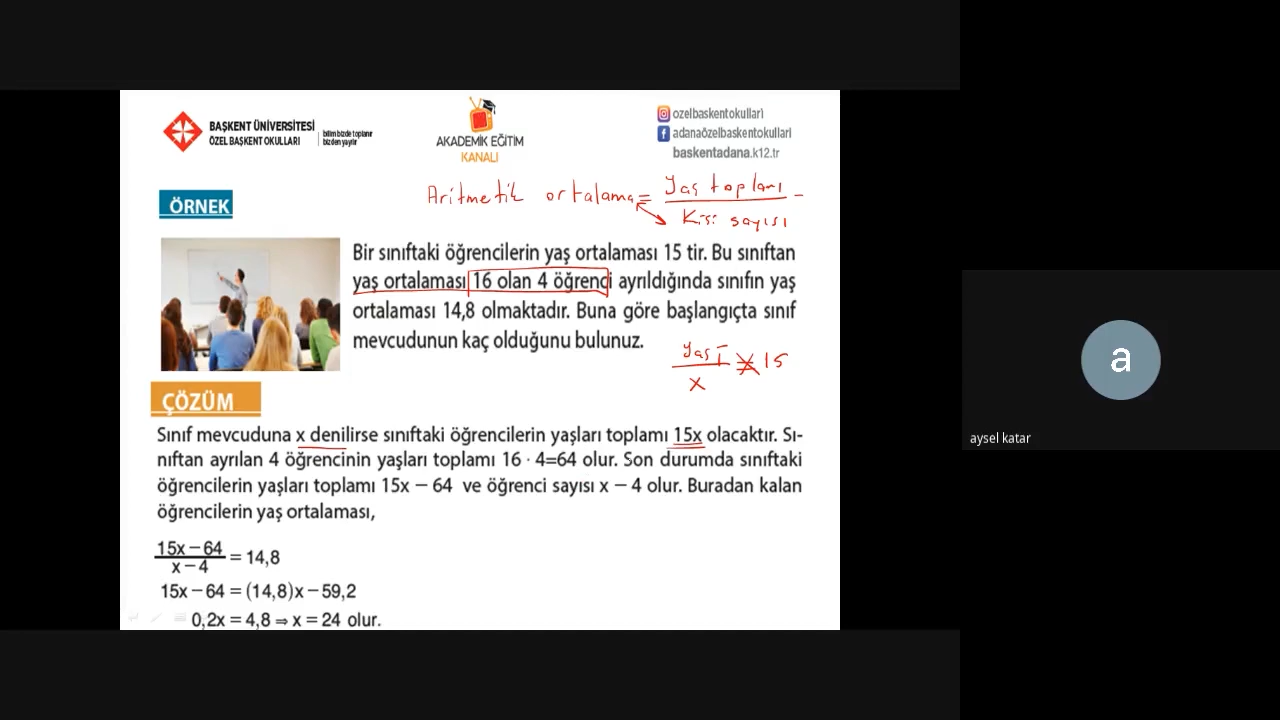 BAŞKENT ÜNİVERSİTESİ
ÖZEL BAŞKENT OKULLARI
bilim bizde toplanır
bizden yayılır
AKADEMİK EĞİTİM
KANALI
ozelbaskentokullari
adanaözelbaskentokullari
baskentadana.k12.tr
Aritmetik ortalama = Yaş toplamı
Kişi sayısı
ÖRNEK
Bir sınıftaki öğrencilerin yaş ortalaması 15 tir. Bu sınıftan
yaş ortalaması 16 olan 4 öğrenci ayrıldığında sınıfın yaş
ortalaması 14,8 olmaktadır. Buna göre başlangıçta sınıf
mevcudunun kaç olduğunu bulunuz.
Yaş T = 15
x
ÇÖZÜM
Sınıf mevcuduna x denilirse sınıftaki öğrencilerin yaşları toplamı 15x olacaktır. Sı-
nıftan ayrılan 4 öğrencinin yaşları toplamı 16 · 4=64 olur. Son durumda sınıftaki
öğrencilerin yaşları toplamı 15x − 64 ve öğrenci sayısı x − 4 olur. Buradan kalan
öğrencilerin yaş ortalaması,
15x − 64
x − 4
= 14,8
15x − 64 = (14,8)x − 59,2
0,2x = 4,8 ⇒ x = 24 olur.
a
aysel katar